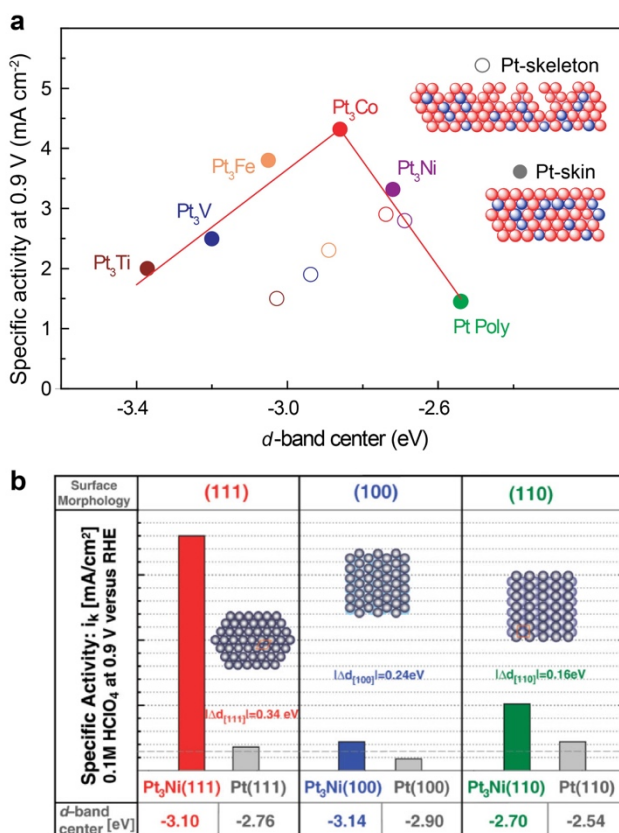 a
Specific activity at 0.9 V (mA cm⁻²)
5
4
3
2
1
0
-3.4
-3.0
-2.6
d-band center (eV)
Pt-skeleton
Pt-skin
Pt₃Co
Pt₃Fe
Pt₃Ni
Pt₃V
Pt₃Ti
Pt Poly
b
Surface
Morphology
(111)
(100)
(110)
Specific Activity: iₖ [mA/cm²]
0.1M HClO₄ at 0.9 V versus RHE
|Δd[111]|=0.34 eV
|Δd[100]|=0.24eV
|Δd[110]|=0.16eV
Pt₃Ni(111) Pt(111) Pt₃Ni(100) Pt(100) Pt₃Ni(110) Pt(110)
d-band
center [eV]
-3.10 -2.76 -3.14 -2.90 -2.70 -2.54